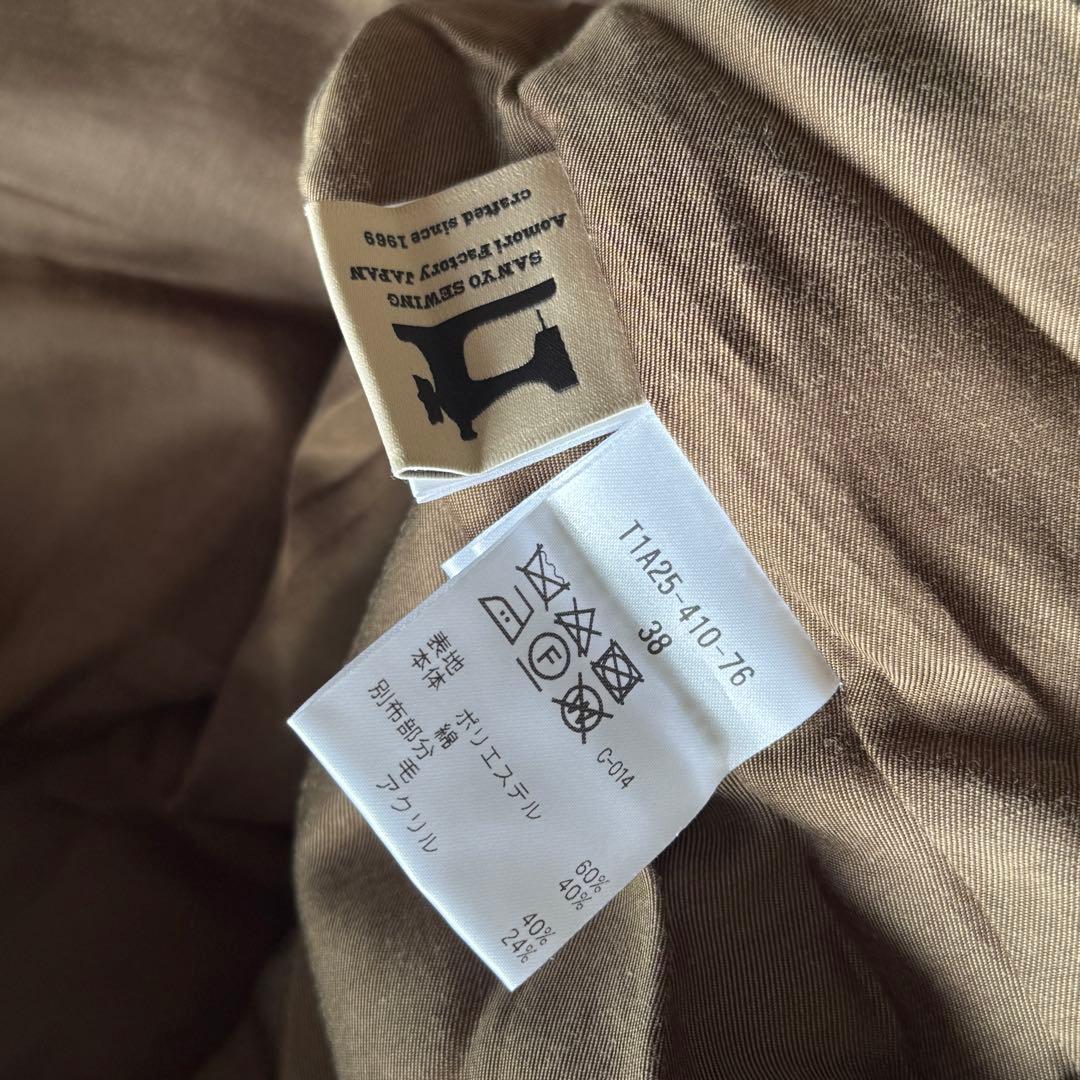 SANYO SEWING
Aomori Factory JAPAN
crafted since 1969
T1A25-410-76
38
C-014
表地
本体 ポリエステル 60%
綿 40%
別布部分 毛 40%
アクリル 24%